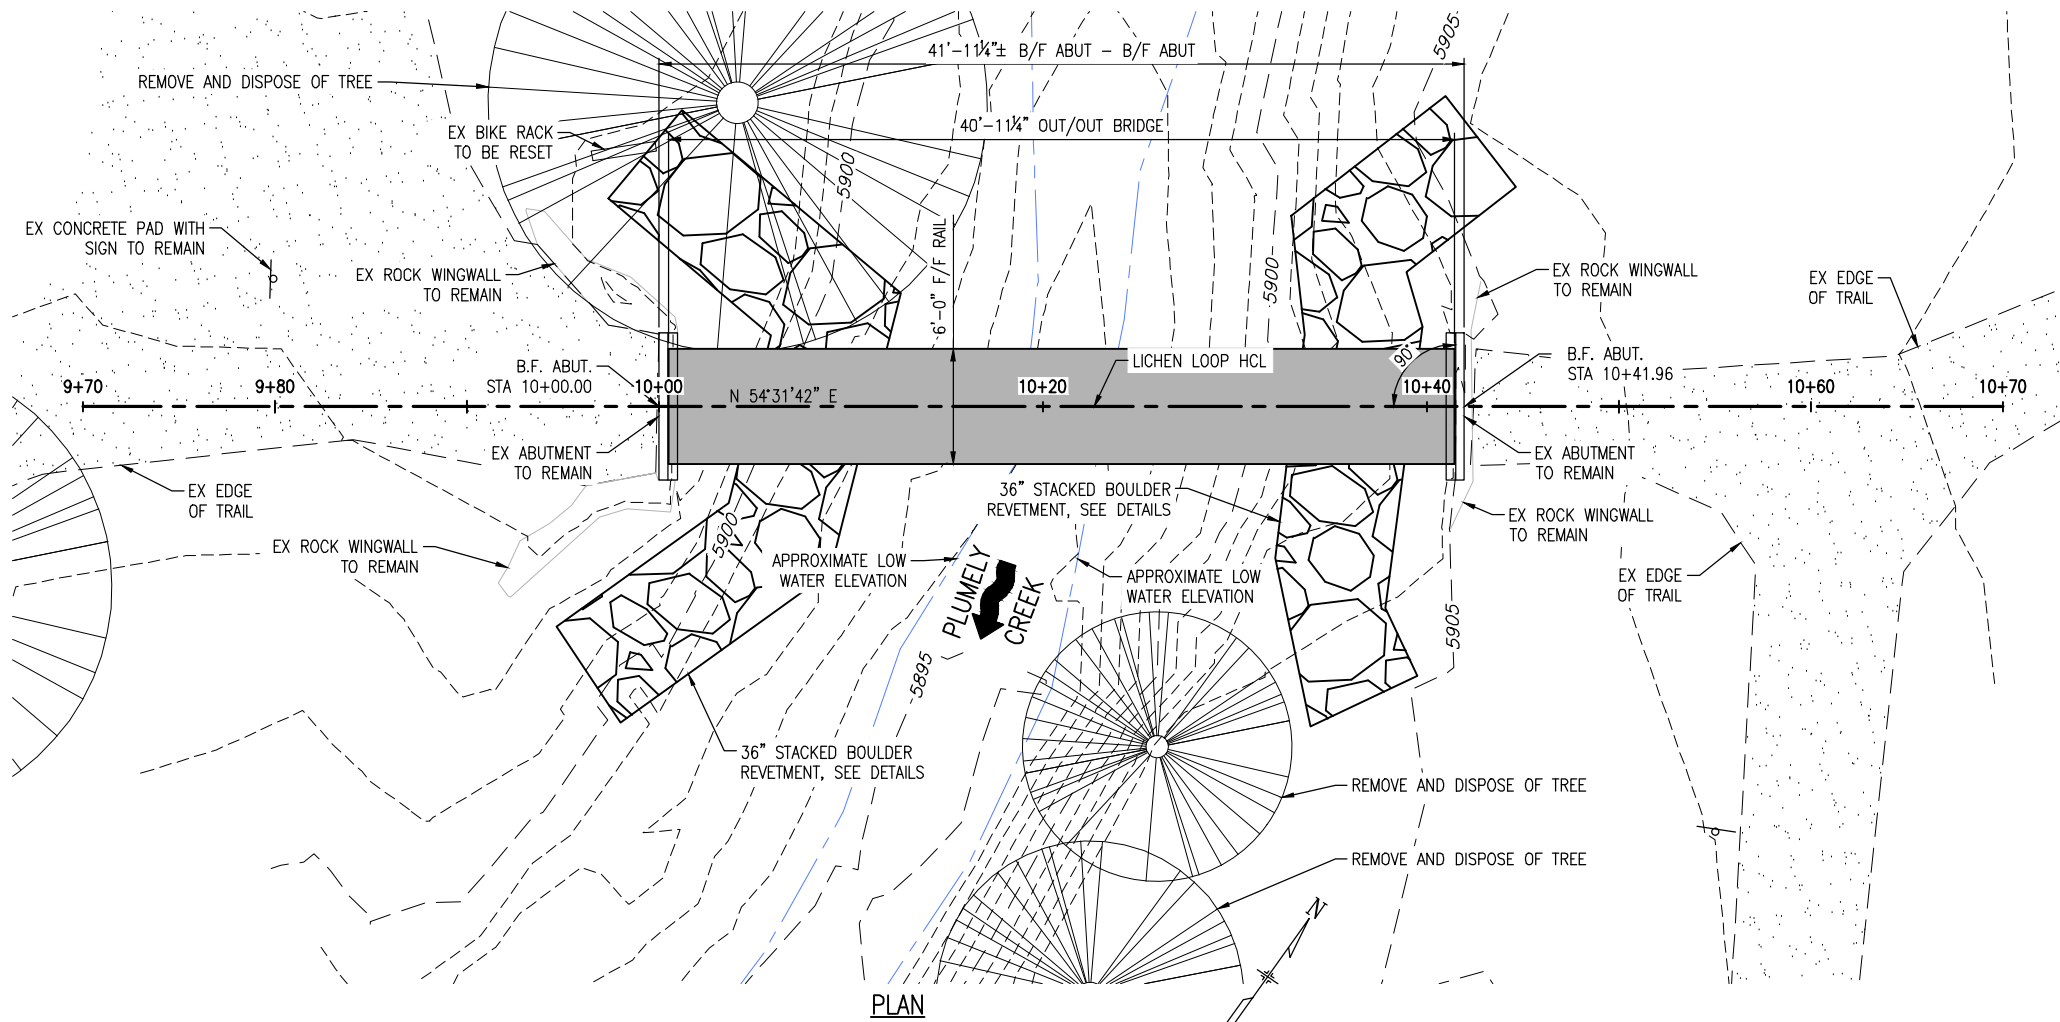 5905
41'-11¼"± B/F ABUT – B/F ABUT
REMOVE AND DISPOSE OF TREE
40'-11¼" OUT/OUT BRIDGE
EX BIKE RACK
TO BE RESET
5900
EX CONCRETE PAD WITH
SIGN TO REMAIN
EX ROCK WINGWALL
TO REMAIN
6'-0" F/F RAIL
5900
EX ROCK WINGWALL
TO REMAIN
EX EDGE
OF TRAIL
B.F. ABUT.
STA 10+00.00
LICHEN LOOP HCL
90°
B.F. ABUT.
STA 10+41.96
9+70
9+80
10+00
N 54°31'42" E
10+20
10+40
10+60
10+70
EX ABUTMENT
TO REMAIN
EX ABUTMENT
TO REMAIN
EX EDGE
OF TRAIL
36" STACKED BOULDER
REVETMENT, SEE DETAILS
EX ROCK WINGWALL
TO REMAIN
5900
EX ROCK WINGWALL
TO REMAIN
APPROXIMATE LOW
WATER ELEVATION
PLUMELY
CREEK
APPROXIMATE LOW
WATER ELEVATION
EX EDGE
OF TRAIL
5905
5895
36" STACKED BOULDER
REVETMENT, SEE DETAILS
REMOVE AND DISPOSE OF TREE
REMOVE AND DISPOSE OF TREE
N
PLAN